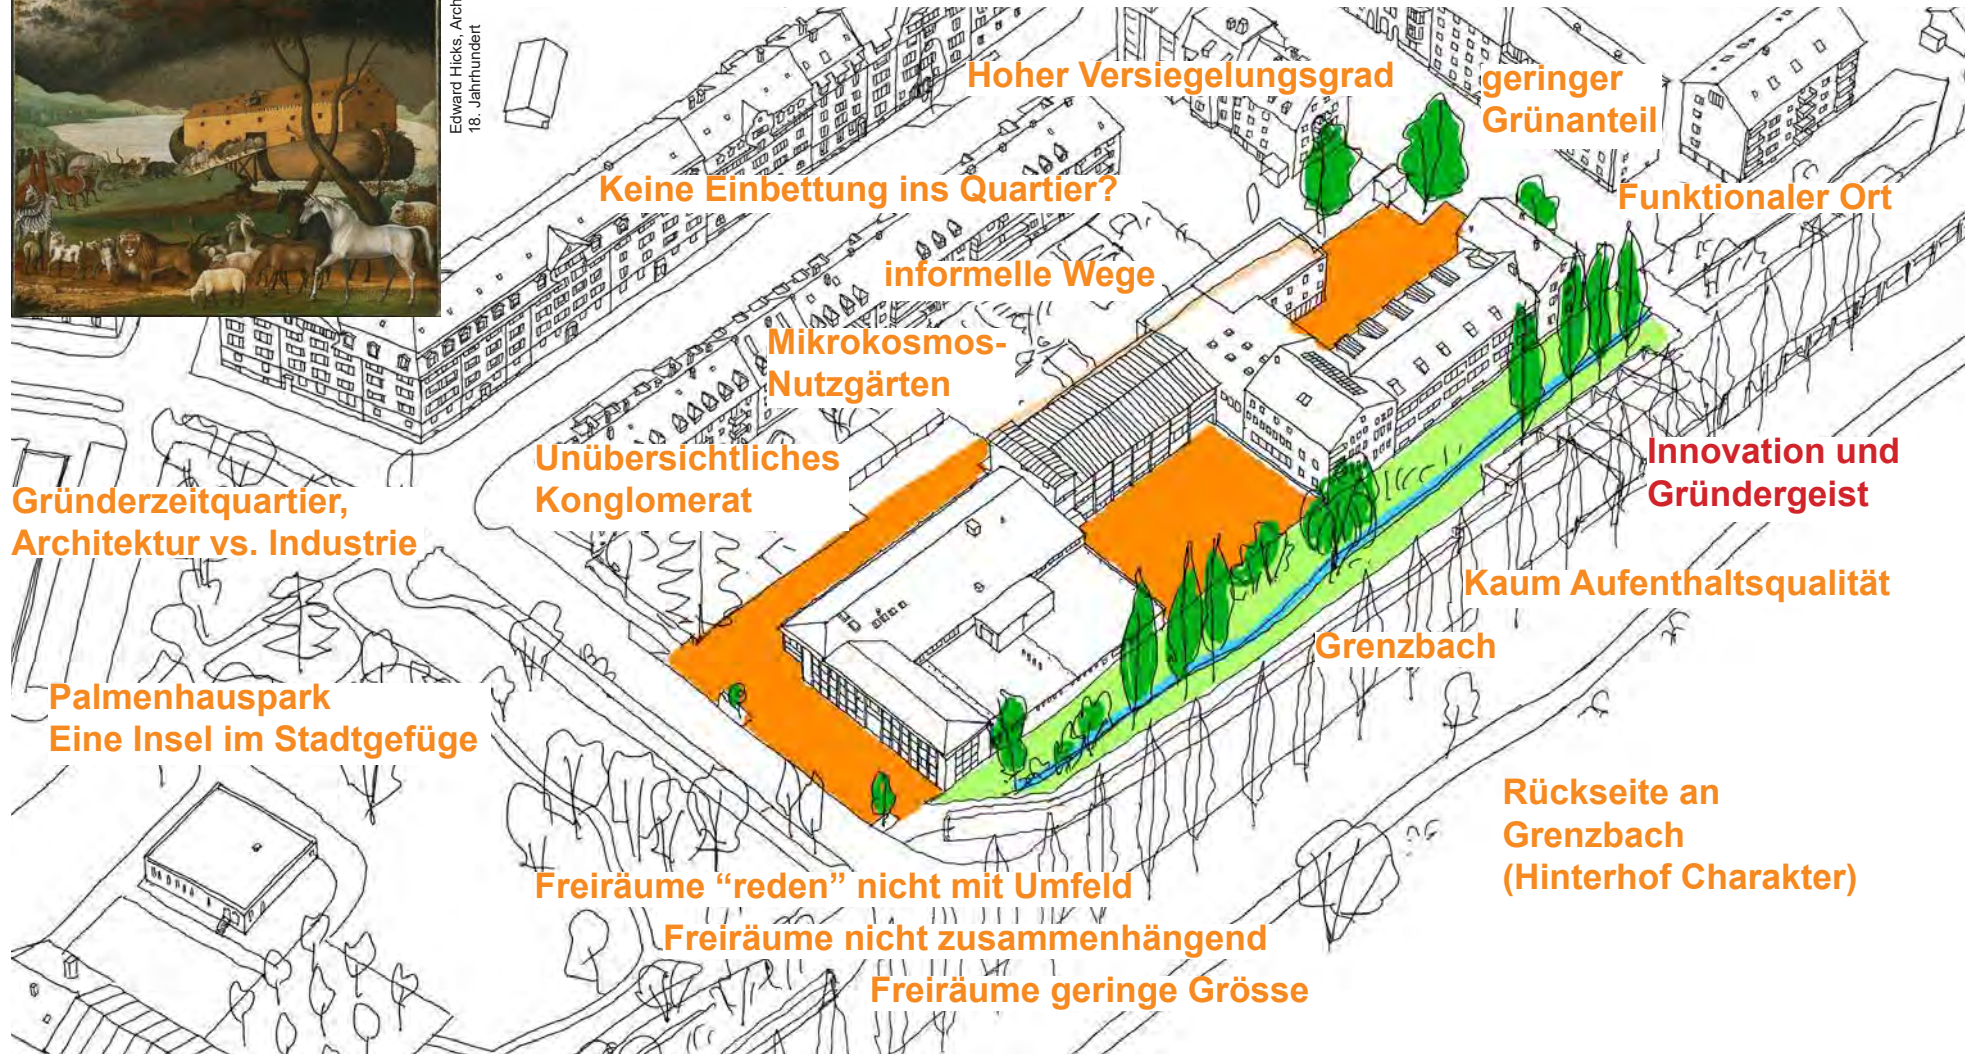 Edward Hicks, Arch
18. Jahrhundert
Hoher Versiegelungsgrad
geringer
Grünanteil
Keine Einbettung ins Quartier?
Funktionaler Ort
informelle Wege
Mikrokosmos-
Nutzgärten
Unübersichtliches
Konglomerat
Innovation und
Gründergeist
Gründerzeitquartier,
Architektur vs. Industrie
Kaum Aufenthaltsqualität
Grenzbach
Palmenhauspark
Eine Insel im Stadtgefüge
Rückseite an
Grenzbach
(Hinterhof Charakter)
Freiräume “reden” nicht mit Umfeld
Freiräume nicht zusammenhängend
Freiräume geringe Grösse